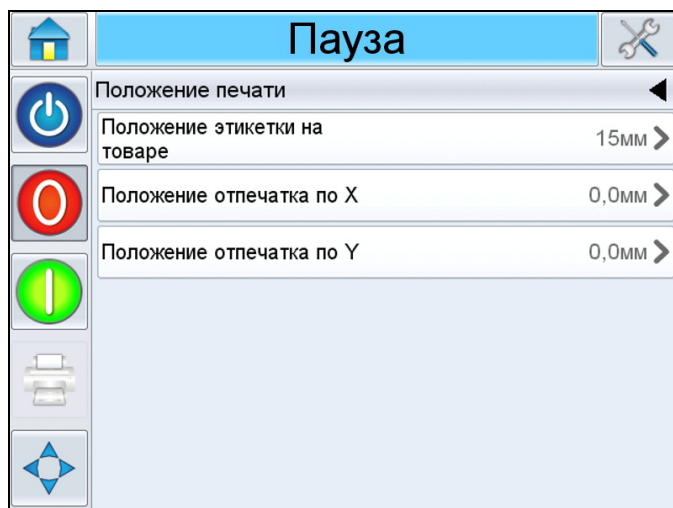 Пауза
Положение печати
Положение этикетки на
товаре
15мм
Положение отпечатка по X
0,0мм
Положение отпечатка по Y
0,0мм